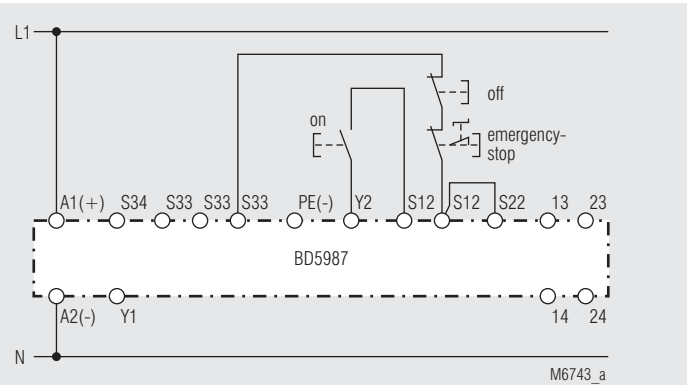 L1
off
on
emergency-
stop
A1(+) S34 S33 S33 S33 PE(-) Y2 S12 S12 S22 13 23
BD5987
A2(-) Y1 14 24
N
M6743_a